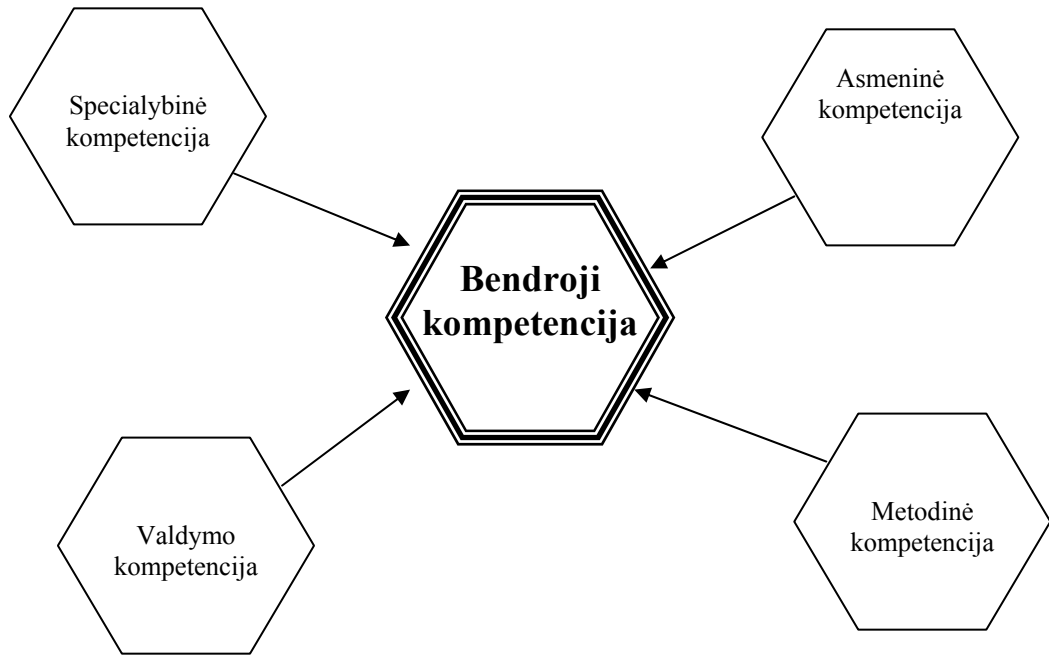 Specialybinė
kompetencija
Asmeninė
kompetencija
Bendroji
kompetencija
Valdymo
kompetencija
Metodinė
kompetencija